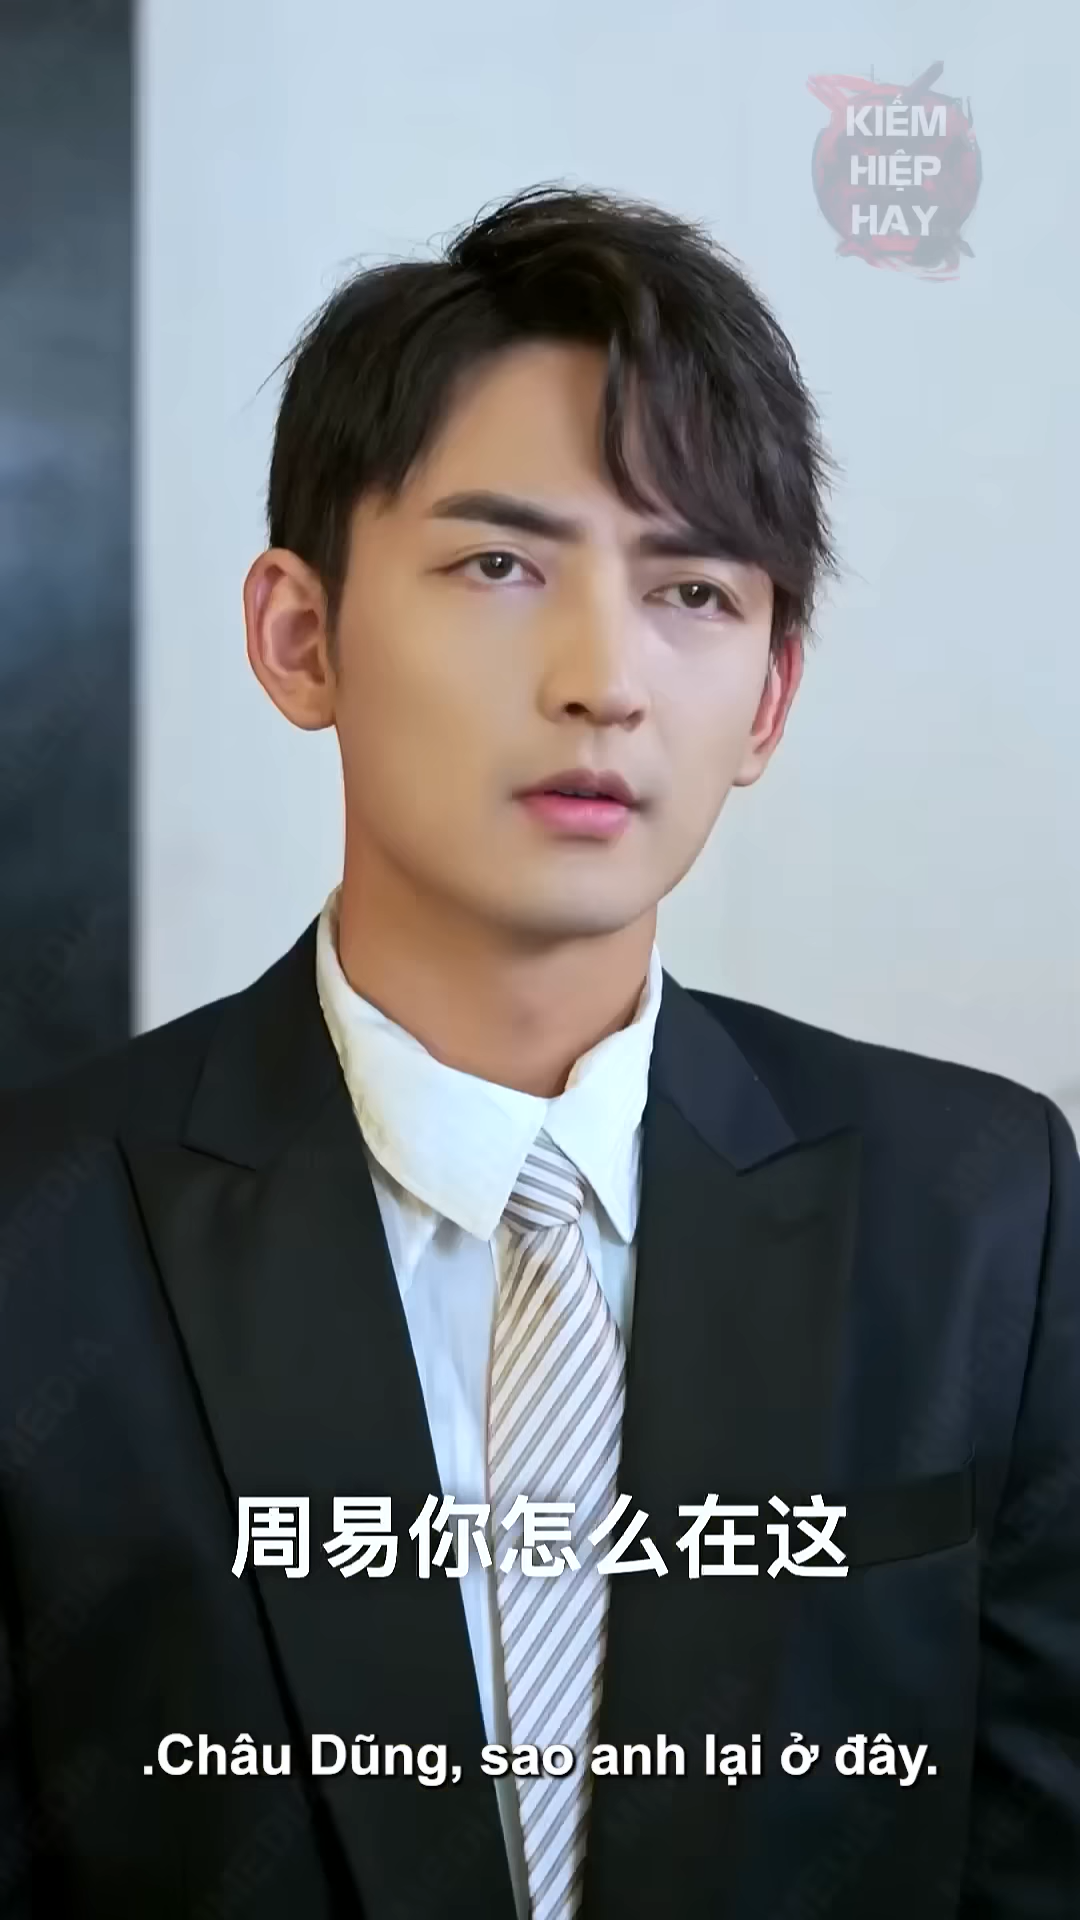 KIẾM
HIỆP
HAY
周易你怎么在这
.Châu Dũng, sao anh lại ở đây.